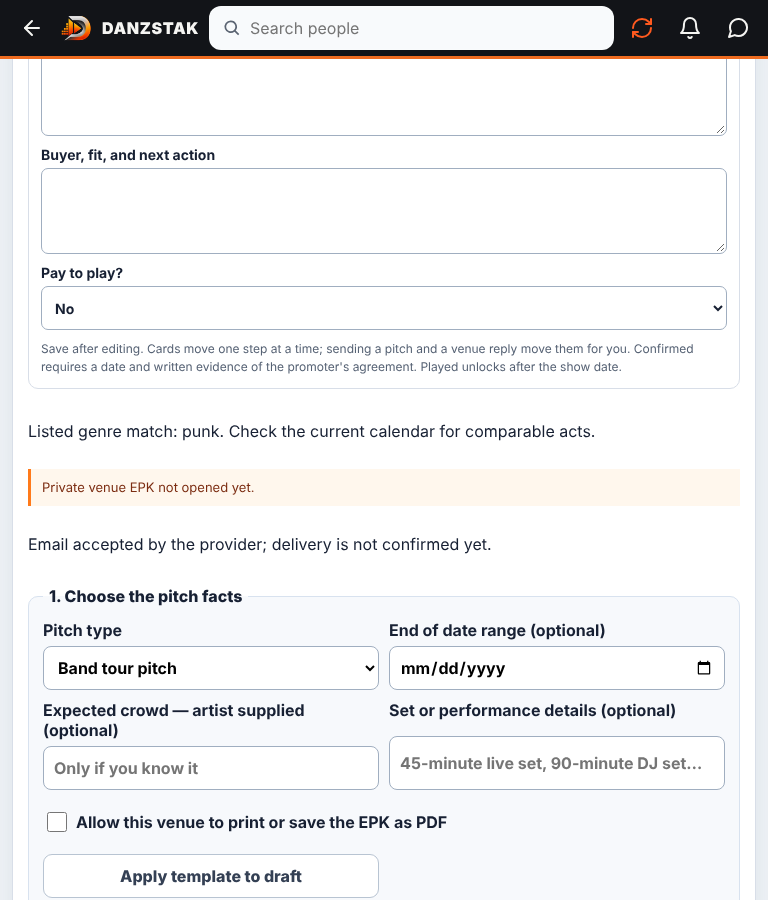 DANZSTAK
Search people
Buyer, fit, and next action
Pay to play?
No
Save after editing. Cards move one step at a time; sending a pitch and a venue reply move them for you. Confirmed
requires a date and written evidence of the promoter's agreement. Played unlocks after the show date.
Listed genre match: punk. Check the current calendar for comparable acts.
Private venue EPK not opened yet.
Email accepted by the provider; delivery is not confirmed yet.
1. Choose the pitch facts
Pitch type
End of date range (optional)
Band tour pitch
mm/dd/yyyy
Expected crowd — artist supplied
(optional)
Set or performance details (optional)
Only if you know it
45-minute live set, 90-minute DJ set...
Allow this venue to print or save the EPK as PDF
Apply template to draft